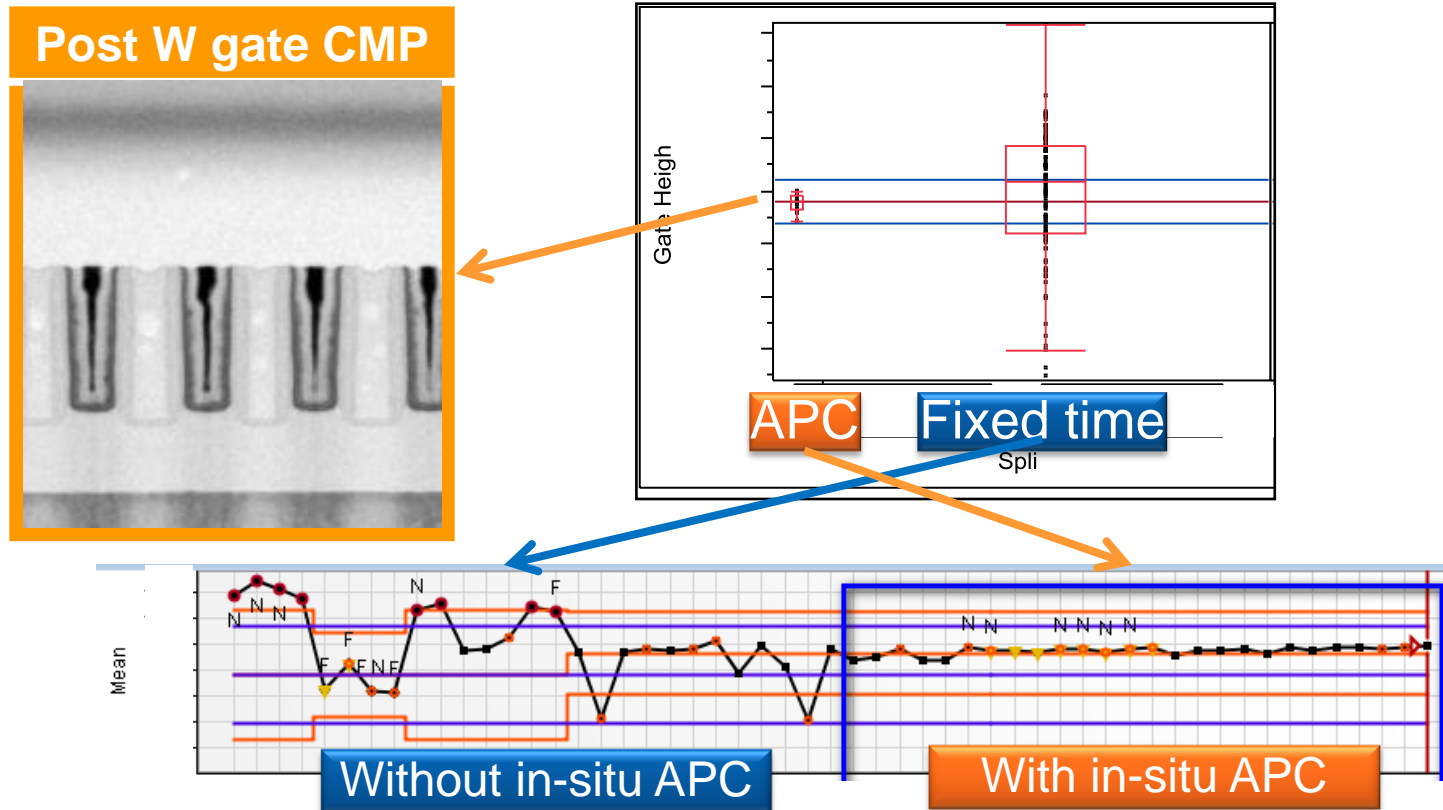 Post W gate CMP
Gate Heigh
APC
Fixed time
Spli
N
N
N
F
F
F
N
F
N
F
N
N
N
N
N
N
Mean
Without in-situ APC
With in-situ APC